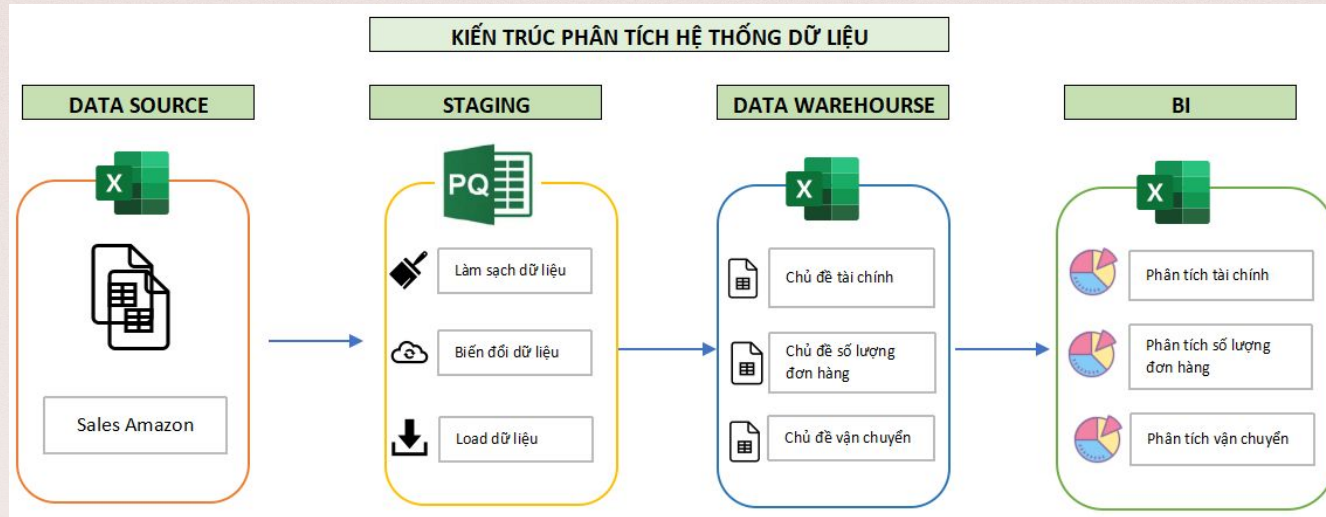 KIẾN TRÚC PHÂN TÍCH HỆ THỐNG DỮ LIỆU
DATA SOURCE
STAGING
DATA WAREHOURSE
BI
X
PQ
X
X
Làm sạch dữ liệu
Biến đổi dữ liệu
Load dữ liệu
Sales Amazon
Chủ đề tài chính
Chủ đề số lượng
đơn hàng
Chủ đề vận chuyển
Phân tích tài chính
Phân tích số lượng
đơn hàng
Phân tích vận chuyển